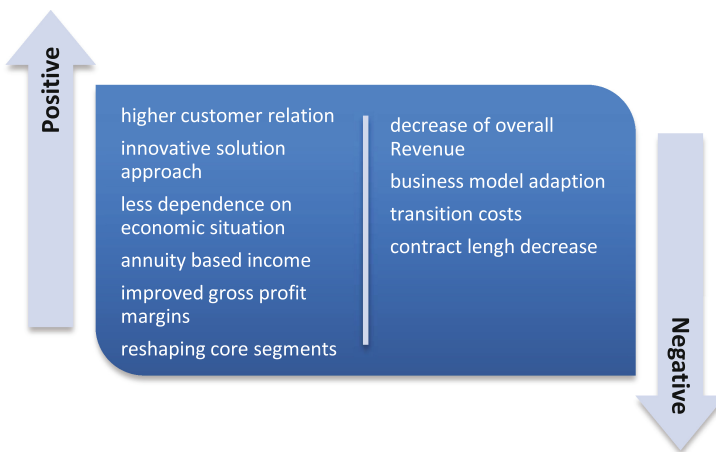 Positive
higher customer relation
innovative solution
approach
less dependence on
economic situation
annuity based income
improved gross profit
margins
reshaping core segments
decrease of overall
Revenue
business model adaption
transition costs
contract lengh decrease
Negative